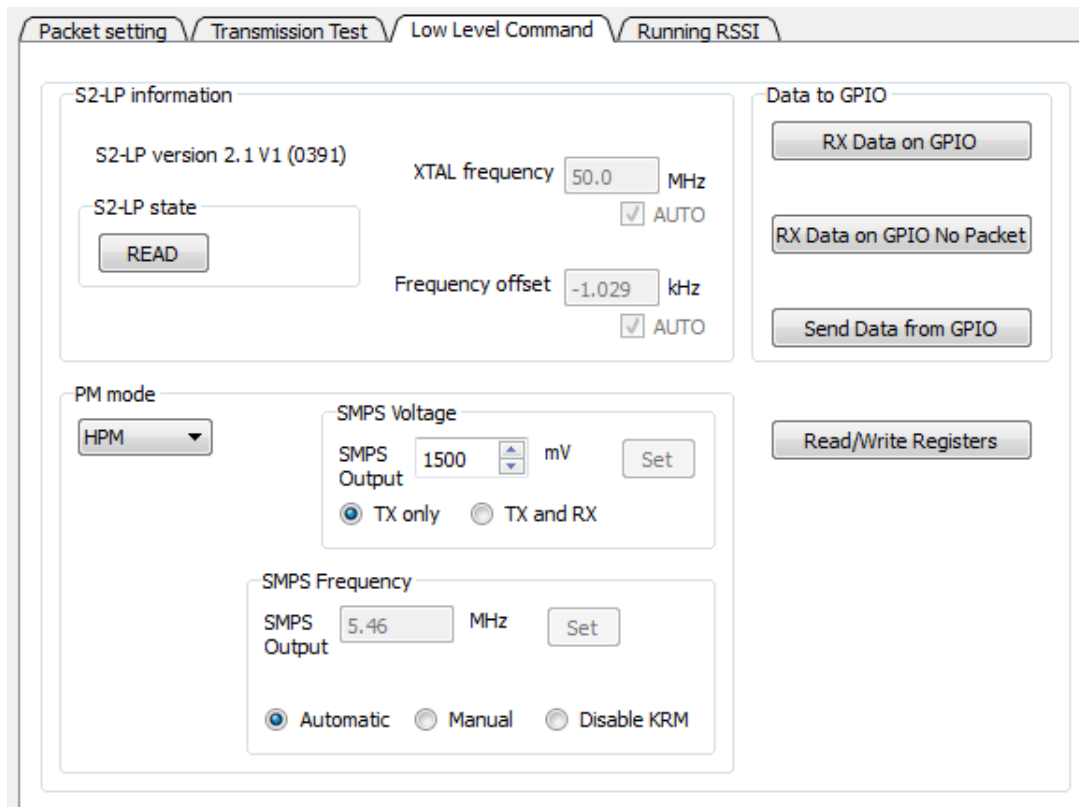 Packet setting Transmission Test Low Level Command Running RSSI
S2-LP information
S2-LP version 2.1 V1 (0391)
XTAL frequency 50.0 MHz
AUTO
S2-LP state
READ
Frequency offset -1.029 kHz
AUTO
Data to GPIO
RX Data on GPIO
RX Data on GPIO No Packet
Send Data from GPIO
PM mode
HPM
SMPS Voltage
SMPS
Output 1500 mV Set
TX only TX and RX
Read/Write Registers
SMPS Frequency
SMPS
Output 5.46 MHz Set
Automatic Manual Disable KRM